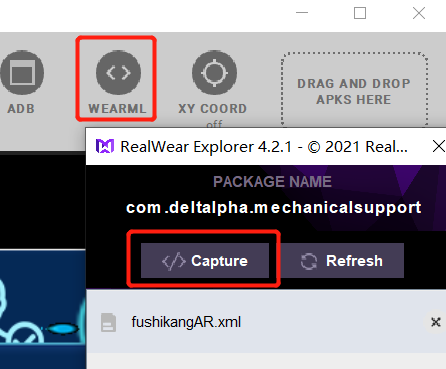 ADB
WEARML
XY COORD
off
DRAG AND DROP
APKS HERE
RealWear Explorer 4.2.1 - © 2021 Real...
PACKAGE NAME
com.deltalpha.mechanicalsupport
Capture
Refresh
fushikangAR.xml